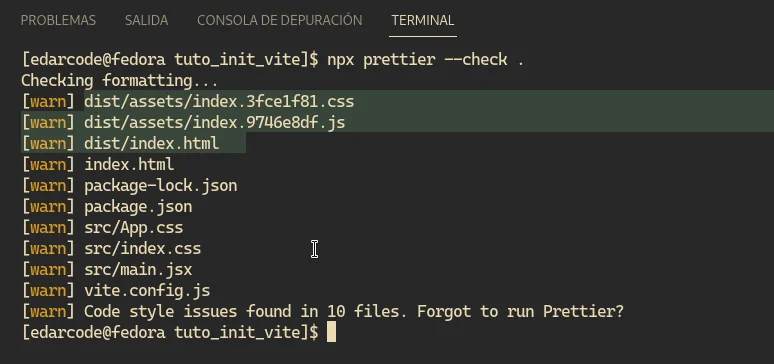 PROBLEMAS SALIDA CONSOLA DE DEPURACIÓN TERMINAL
[edarcode@fedora tuto_init_vite]$ npx prettier --check .
Checking formatting...
[warn] dist/assets/index.3fce1f81.css
[warn] dist/assets/index.9746e8df.js
[warn] dist/index.html
[warn] index.html
[warn] package-lock.json
[warn] package.json
[warn] src/App.css
[warn] src/index.css
[warn] src/main.jsx
[warn] vite.config.js
[warn] Code style issues found in 10 files. Forgot to run Prettier?
[edarcode@fedora tuto_init_vite]$